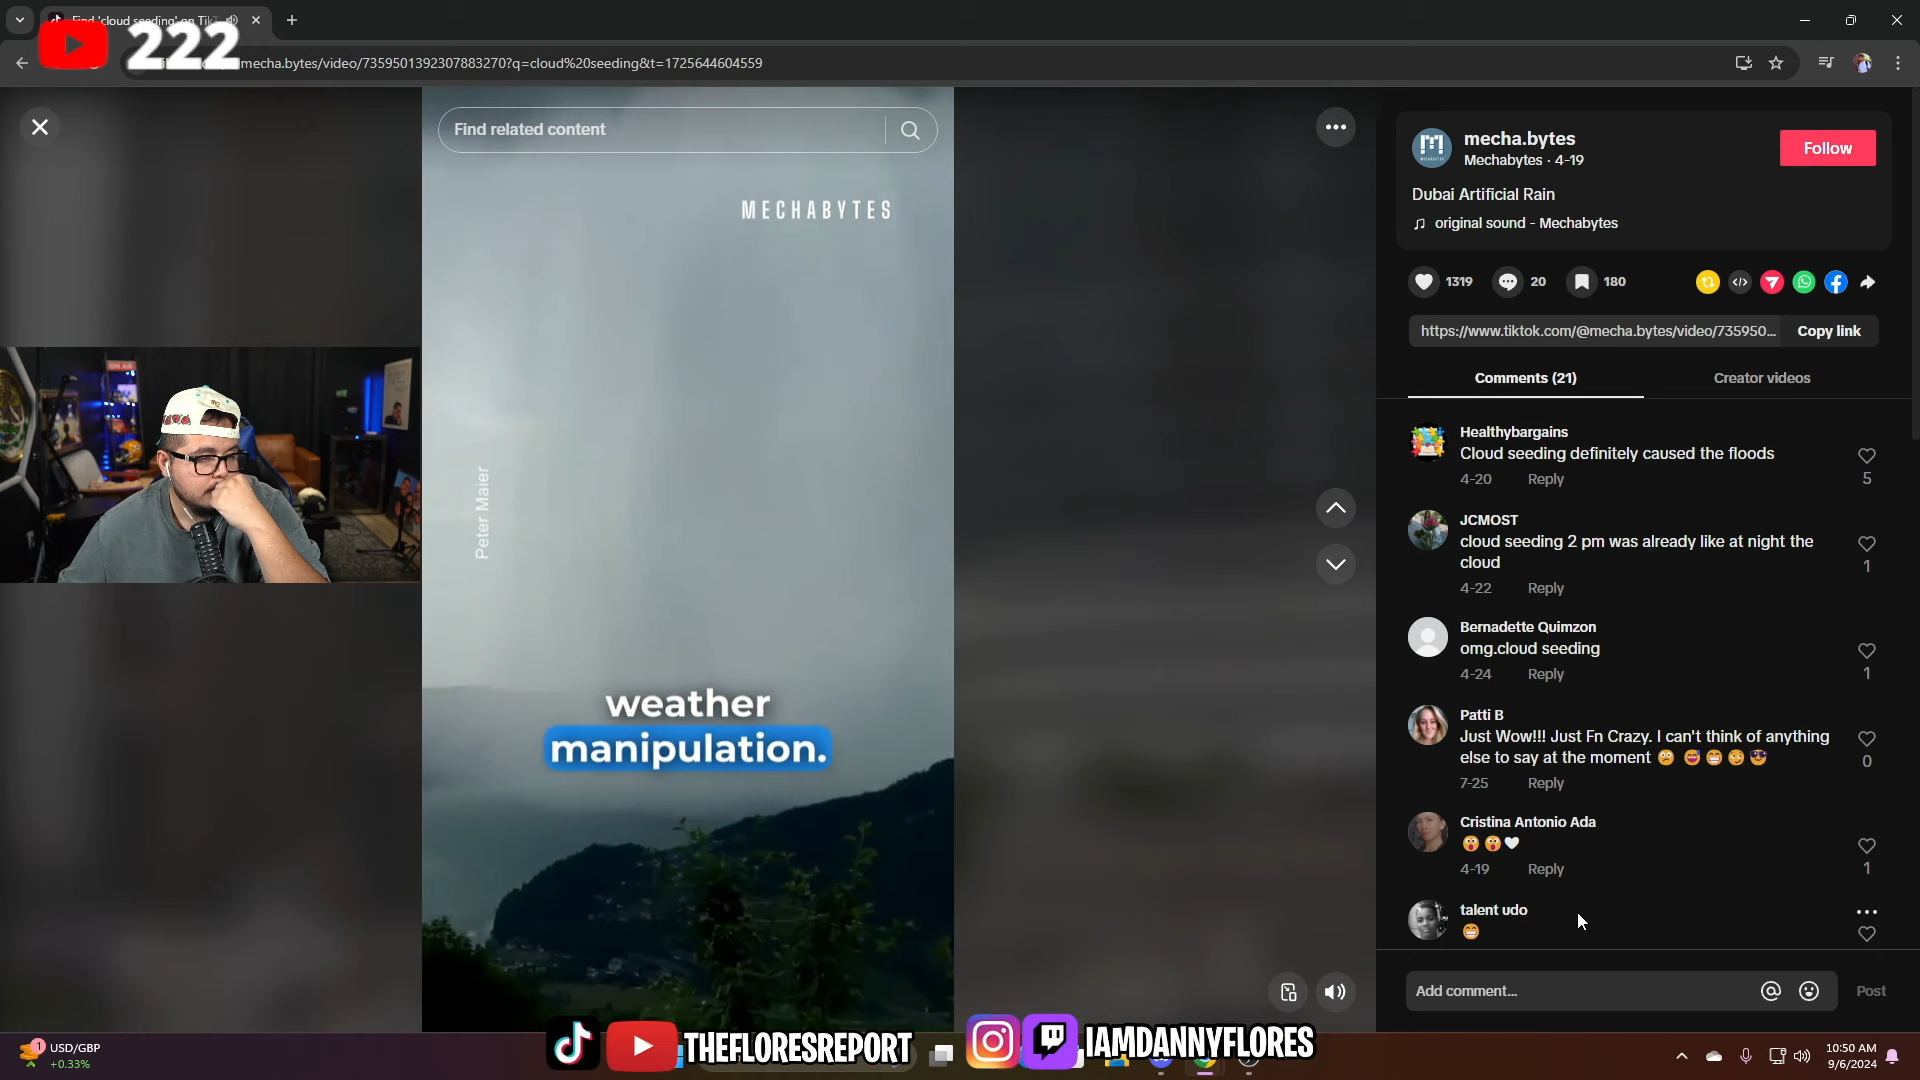 Find 'cloud seeding' on Tik
222
mecha.bytes/video/7359501392307883270?q=cloud%20seeding&t=1725644604559
Find related content
MECHABYTES
Peter Maier
weather
manipulation.
mecha.bytes
Mechabytes · 4-19
Follow
Dubai Artificial Rain
original sound - Mechabytes
1319
20
180
https://www.tiktok.com/@mecha.bytes/video/735950...
Copy link
Comments (21)
Creator videos
Healthybargains
Cloud seeding definitely caused the floods
4-20
Reply
5
JCMOST
cloud seeding 2 pm was already like at night the
cloud
4-22
Reply
1
Bernadette Quimzon
omg.cloud seeding
4-24
Reply
1
Patti B
Just Wow!!! Just Fn Crazy. I can't think of anything
else to say at the moment 😕 😅 😁 😳 😎
7-25
Reply
0
Cristina Antonio Ada
😲 😲 🤍
4-19
Reply
1
talent udo
😁
Add comment...
Post
1
USD/GBP
+0.33%
THEFLORESREPORT
IAMDANNYFLORES
10:50 AM
9/6/2024